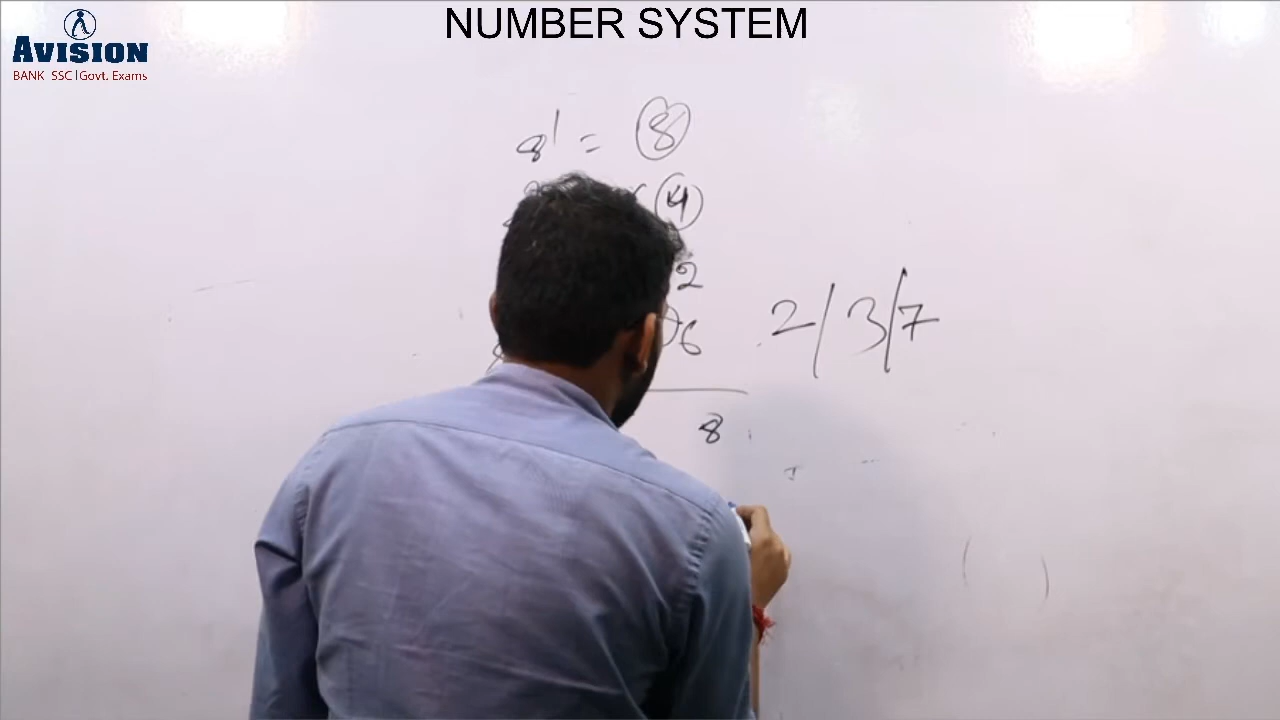 NUMBER SYSTEM
AVISION
BANK SSC|Govt. Exams
8¹ = 8
4
2
6
2/3/7
8